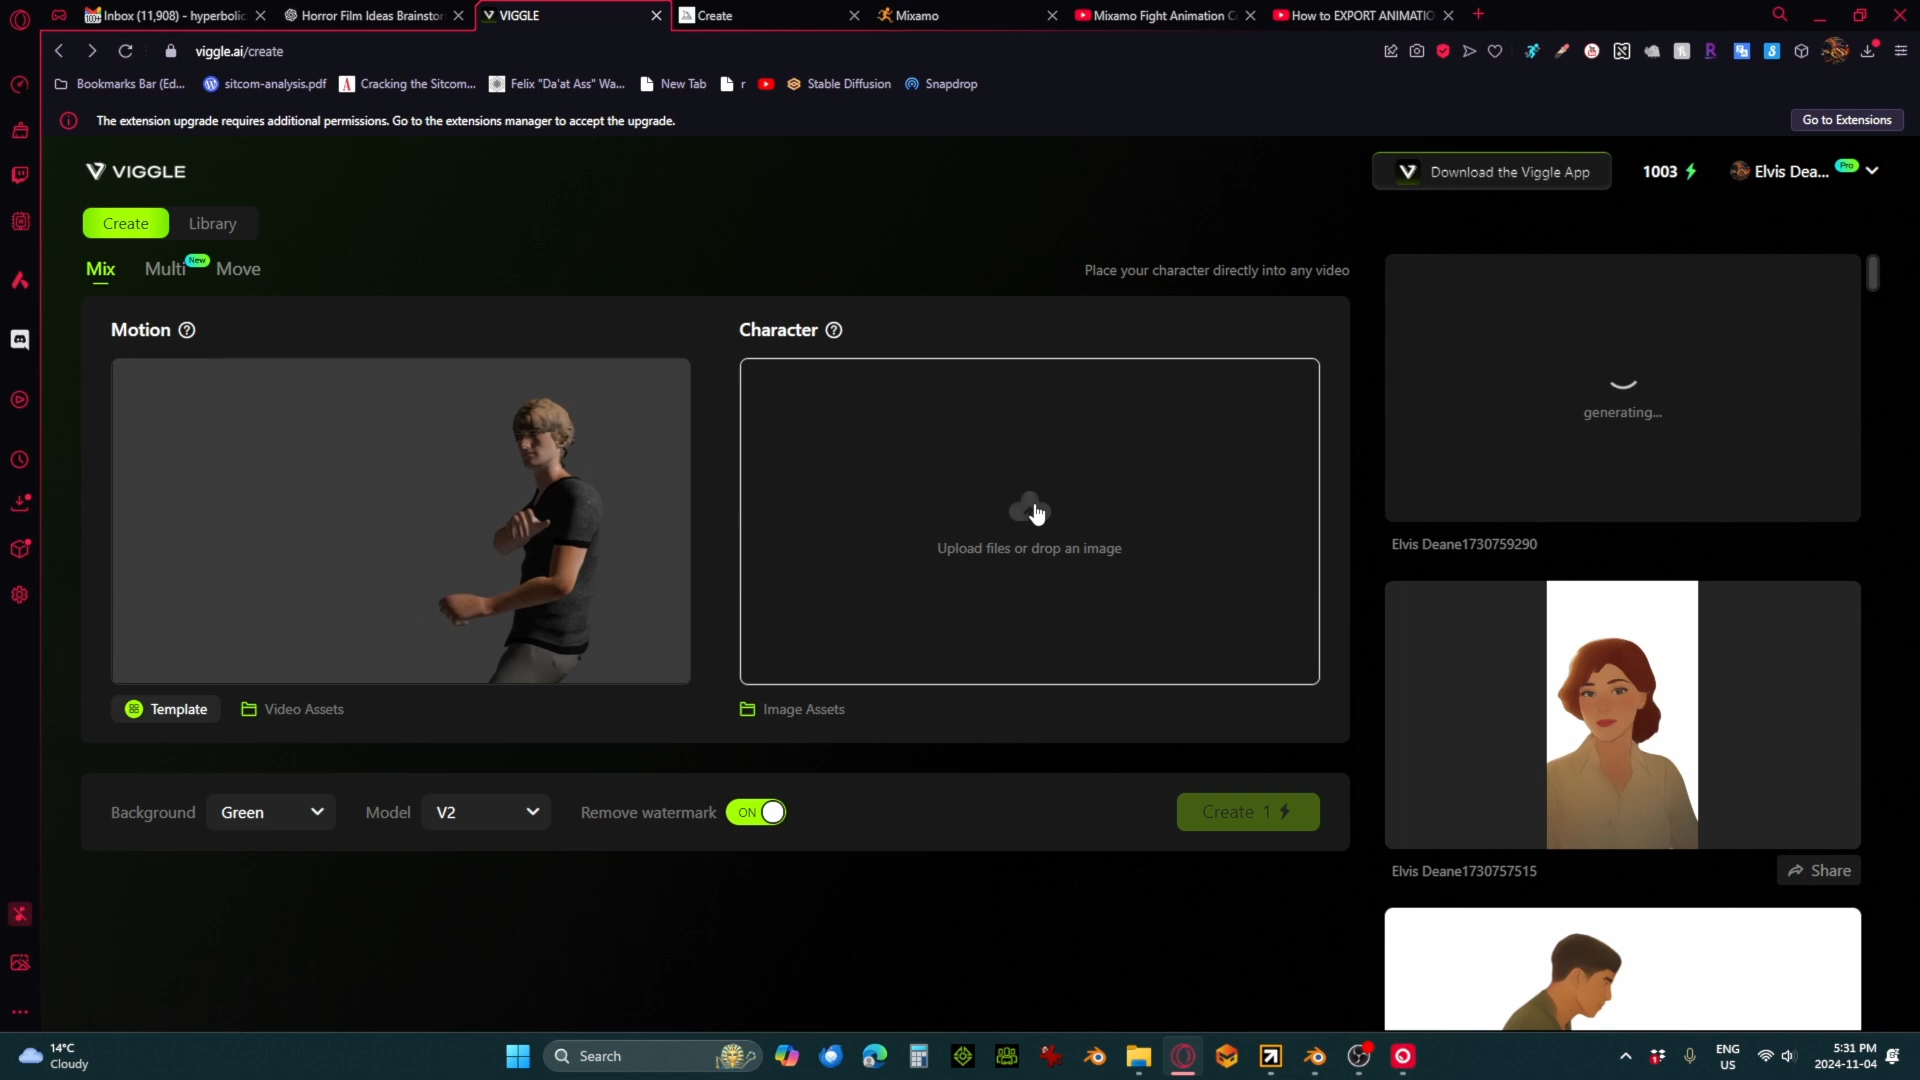 Inbox (11,908) - hyperbolic
Horror Film Ideas Brainstor
VIGGLE
Create
Mixamo
Mixamo Fight Animation C
How to EXPORT ANIMATIO
viggle.ai/create
Bookmarks Bar (Ed...
sitcom-analysis.pdf
Cracking the Sitcom...
Felix "Da'at Ass" Wa...
New Tab
r
Stable Diffusion
Snapdrop
The extension upgrade requires additional permissions. Go to the extensions manager to accept the upgrade.
Go to Extensions
VIGGLE
Download the Viggle App
1003
Elvis Dea...
Pro
Create
Library
Mix
Multi
New
Move
Place your character directly into any video
Motion
Character
Upload files or drop an image
generating...
Elvis Deane1730759290
Template
Video Assets
Image Assets
Background
Green
Model
V2
Remove watermark
ON
Create 1
Elvis Deane1730757515
Share
14°C
Cloudy
Search
ENG
US
5:31 PM
2024-11-04